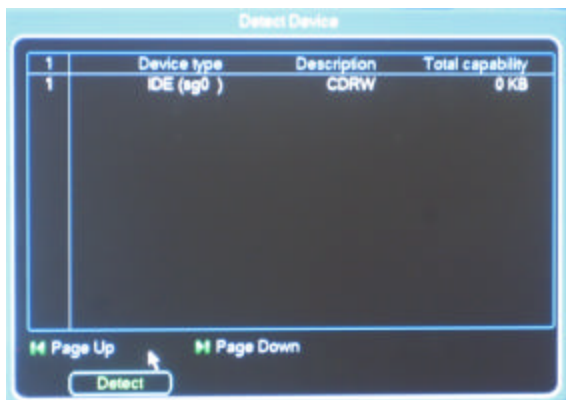 Detect Device
1 Device type Description Total capability
1 IDE (sg0 ) CDRW 0 KB
Page Up Page Down
Detect